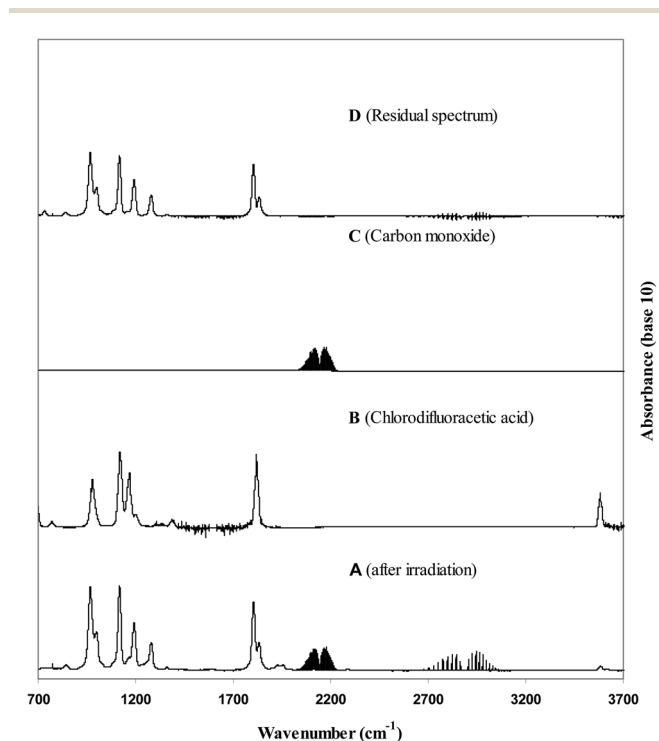 D (Residual spectrum)
C (Carbon monoxide)
B (Chlorodifluoracetic acid)
A (after irradiation)
Absorbance (base 10)
700 1200 1700 2200 2700 3200 3700
Wavenumber (cm⁻¹)